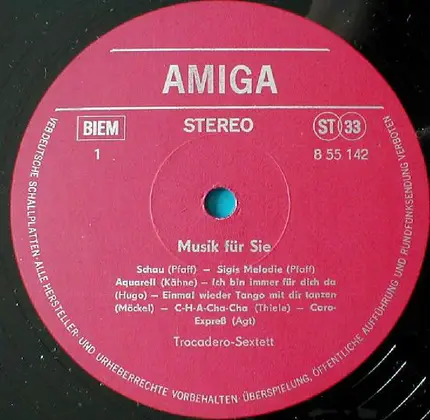 AMIGA
BIEM
STEREO
ST 33
1
8 55 142
Musik für Sie
Schau (Pfaff) – Sigis Melodie (Pfaff)
Aquarell (Kähne) – Ich bin immer für dich da
(Hugo) – Einmal wieder Tango mit dir tanzen
(Möckel) – C-H-A-Cha-Cha (Thiele) – Caro-
Expreß (Agt)
Trocadero-Sextett
VEB DEUTSCHE SCHALLPLATTEN · ALLE HERSTELLER- UND URHEBERRECHTE VORBEHALTEN · ÜBERSPIELUNG, ÖFFENTLICHE AUFFÜHRUNG UND RUNDFUNKSENDUNG VERBOTEN